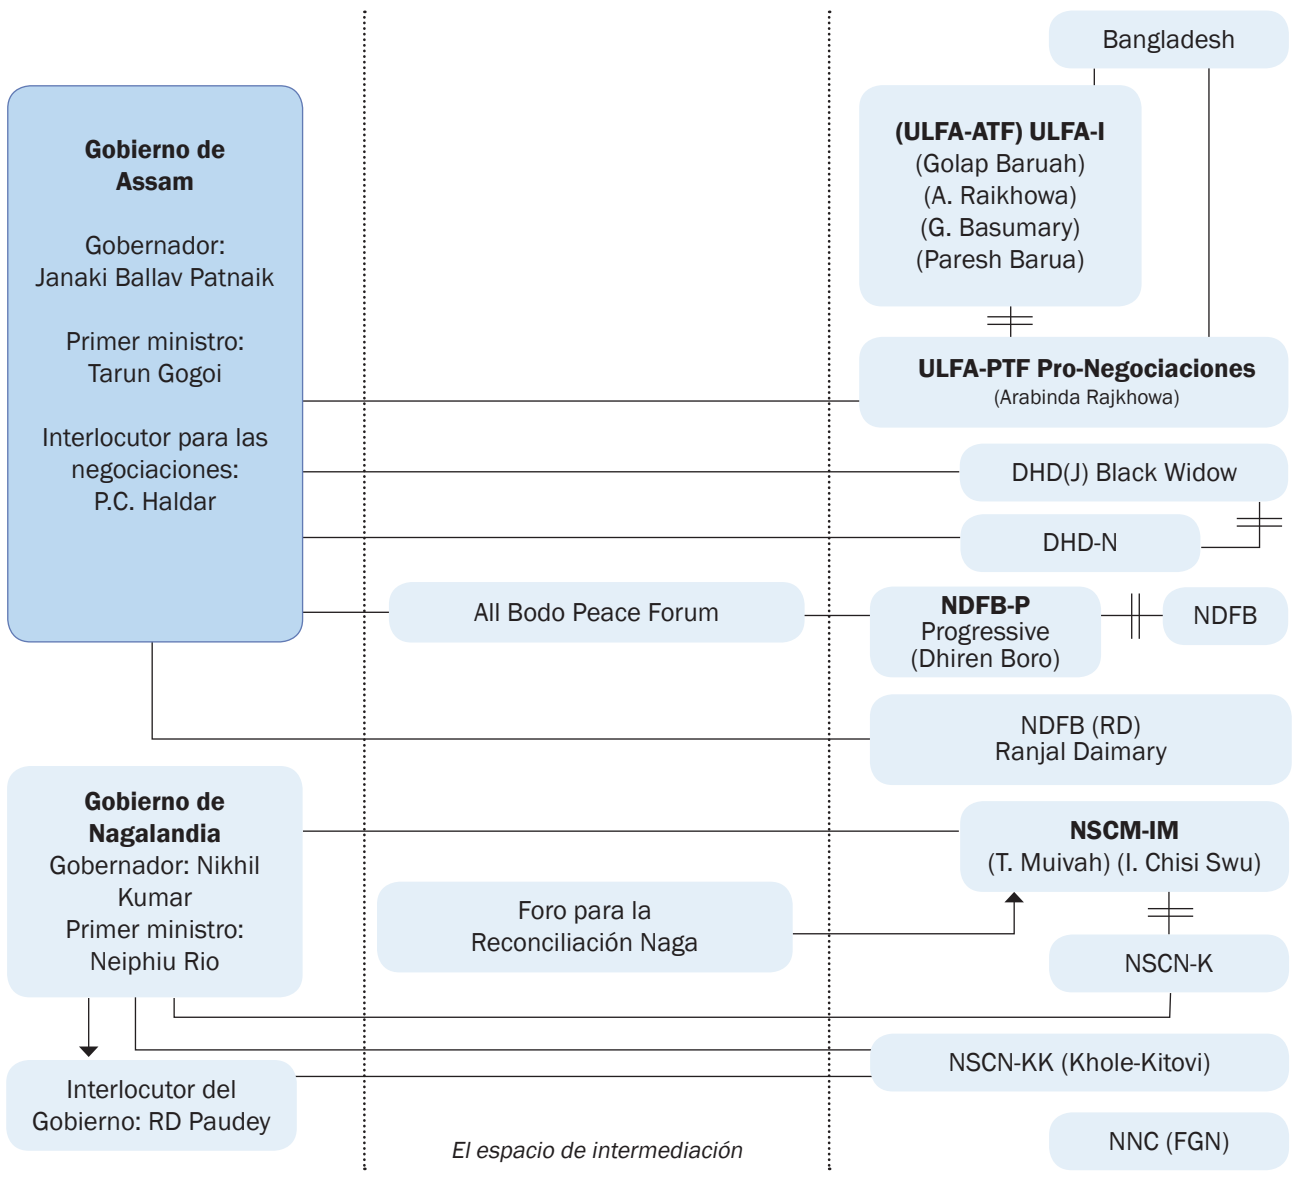 Bangladesh
Gobierno de
Assam
Gobernador:
Janaki Ballav Patnaik
Primer ministro:
Tarun Gogoi
Interlocutor para las
negociaciones:
P.C. Haldar
(ULFA-ATF) ULFA-I
(Golap Baruah)
(A. Raikhowa)
(G. Basumary)
(Paresh Barua)
ULFA-PTF Pro-Negociaciones
(Arabinda Rajkhowa)
DHD(J) Black Widow
DHD-N
All Bodo Peace Forum
NDFB-P
Progressive
(Dhiren Boro)
NDFB
NDFB (RD)
Ranjal Daimary
Gobierno de
Nagalandia
Gobernador: Nikhil
Kumar
Primer ministro:
Neiphiu Rio
NSCM-IM
(T. Muivah) (I. Chisi Swu)
Foro para la
Reconciliación Naga
NSCN-K
NSCN-KK (Khole-Kitovi)
Interlocutor del
Gobierno: RD Paudey
El espacio de intermediación
NNC (FGN)